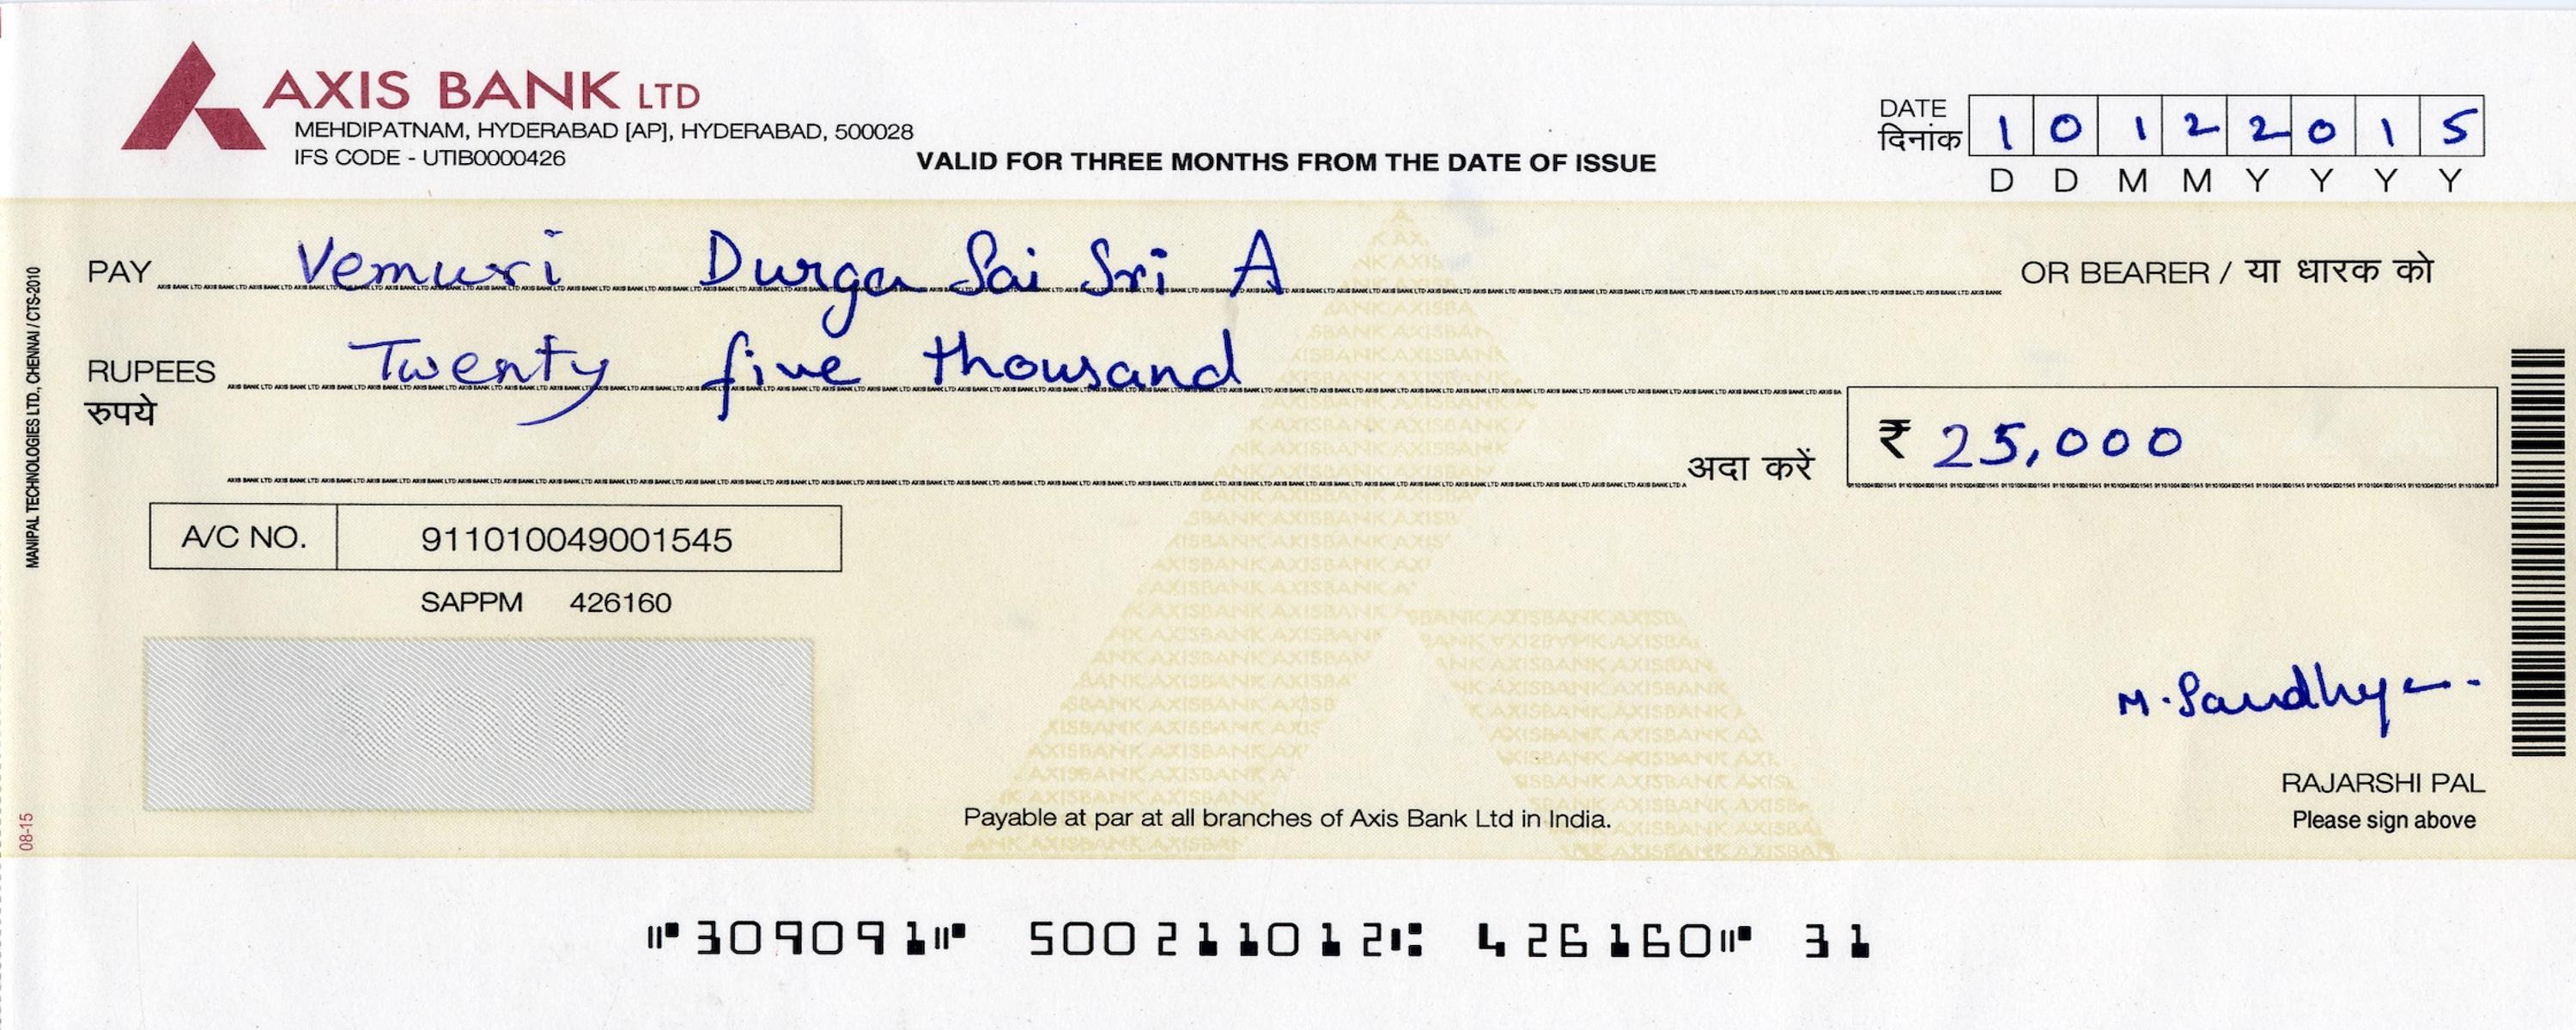 AXIS BANK LTD
MEHDIPATNAM, HYDERABAD [AP], HYDERABAD, 500028
IFS CODE - UTIB0000426
VALID FOR THREE MONTHS FROM THE DATE OF ISSUE
DATE
दिनांक
1 0 1 2 2 0 1 5
D D M M Y Y Y Y
PAY Vemuri Durga Sai Sri A OR BEARER / या धारक को
RUPEES Twenty five thousand
रुपये
अदा करें ₹ 25,000
A/C NO. 911010049001545
SAPPM 426160
M. Sandhya
RAJARSHI PAL
Please sign above
Payable at par at all branches of Axis Bank Ltd in India.
MANIPAL TECHNOLOGIES LTD., CHENNAI / CTS-2010
08-15
⑈309091⑈ 500211012⑆ 426160⑈ 31